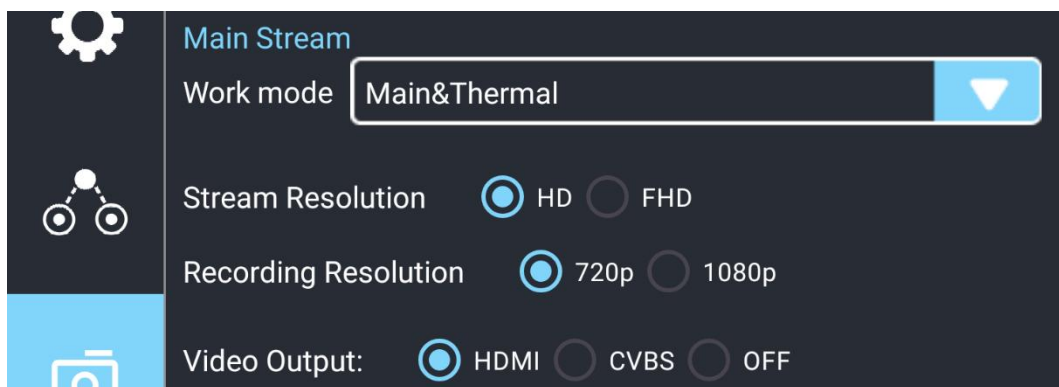 Main Stream
Work mode Main&Thermal
Stream Resolution HD FHD
Recording Resolution 720p 1080p
Video Output: HDMI CVBS OFF